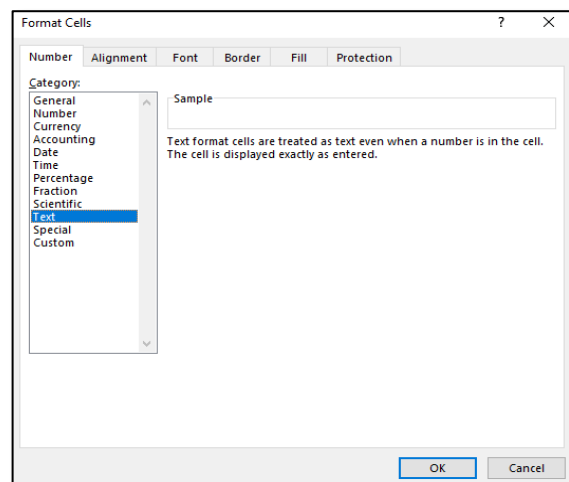 Format Cells ? ×
Number Alignment Font Border Fill Protection
Category:
General
Number
Currency
Accounting
Date
Time
Percentage
Fraction
Scientific
Text
Special
Custom
Sample
Text format cells are treated as text even when a number is in the cell.
The cell is displayed exactly as entered.
OK Cancel